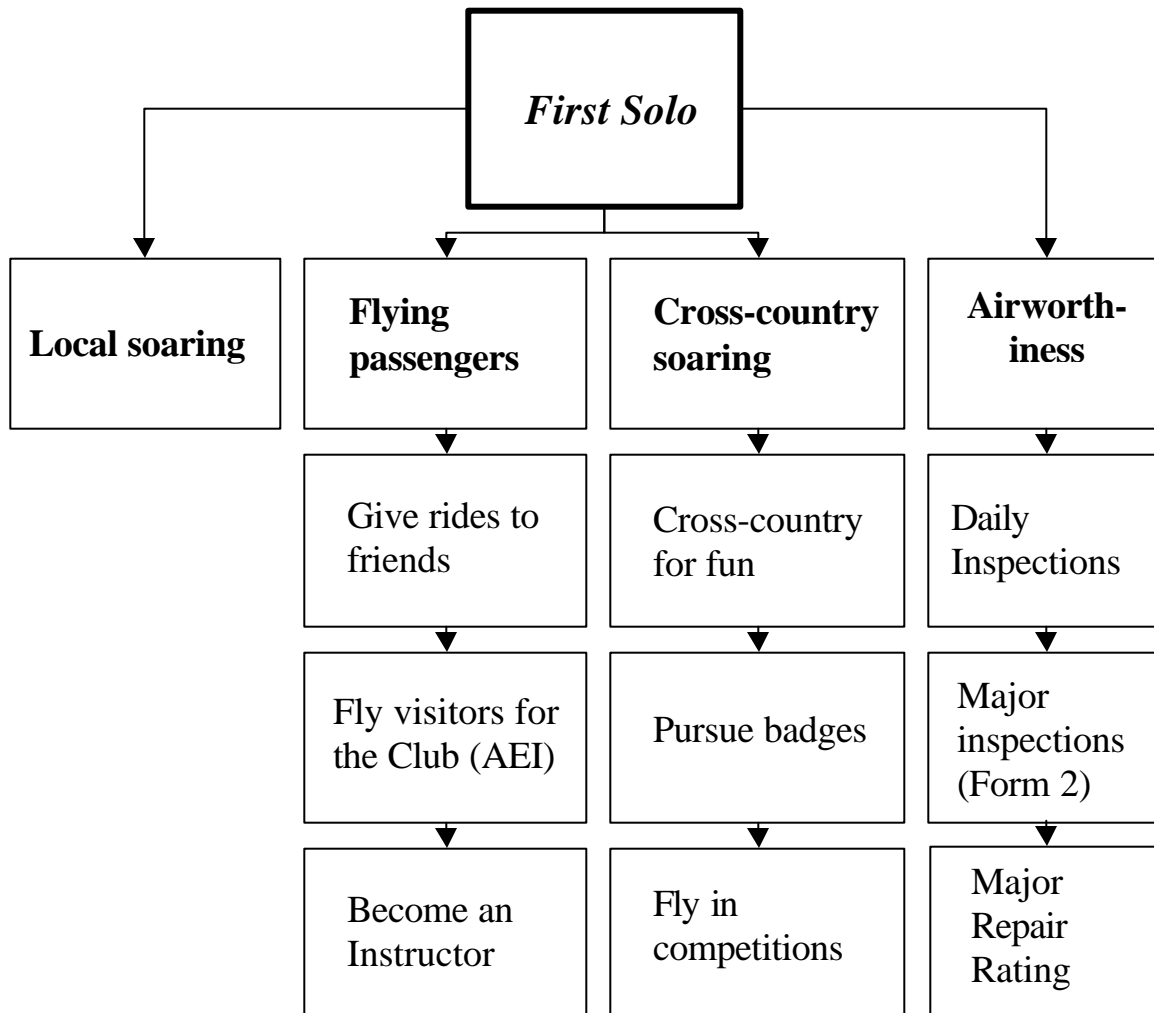 First Solo
Local soaring
Flying
passengers
Cross-country
soaring
Airworth-
iness
Give rides to
friends
Cross-country
for fun
Daily
Inspections
Fly visitors for
the Club (AEI)
Pursue badges
Major
inspections
(Form 2)
Become an
Instructor
Fly in
competitions
Major
Repair
Rating